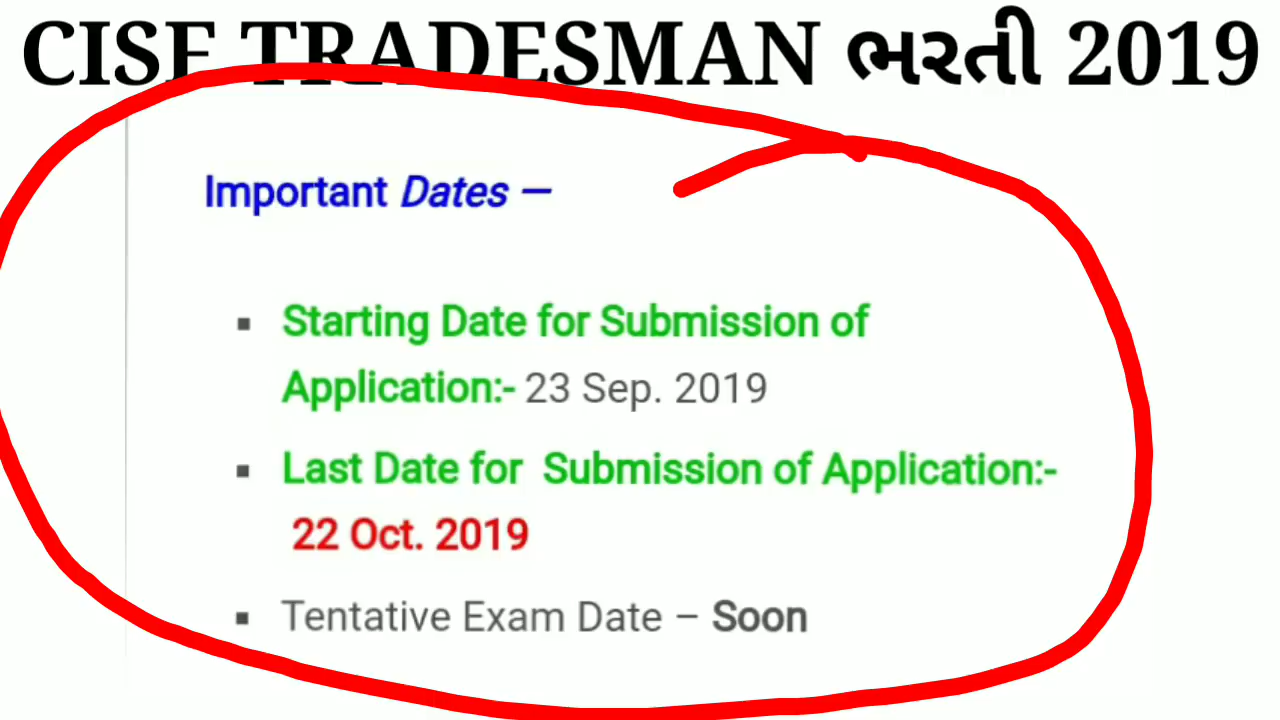 CISF TRADESMAN ભરતી 2019
Important Dates —
Starting Date for Submission of
Application:- 23 Sep. 2019
Last Date for Submission of Application:-
22 Oct. 2019
Tentative Exam Date – Soon